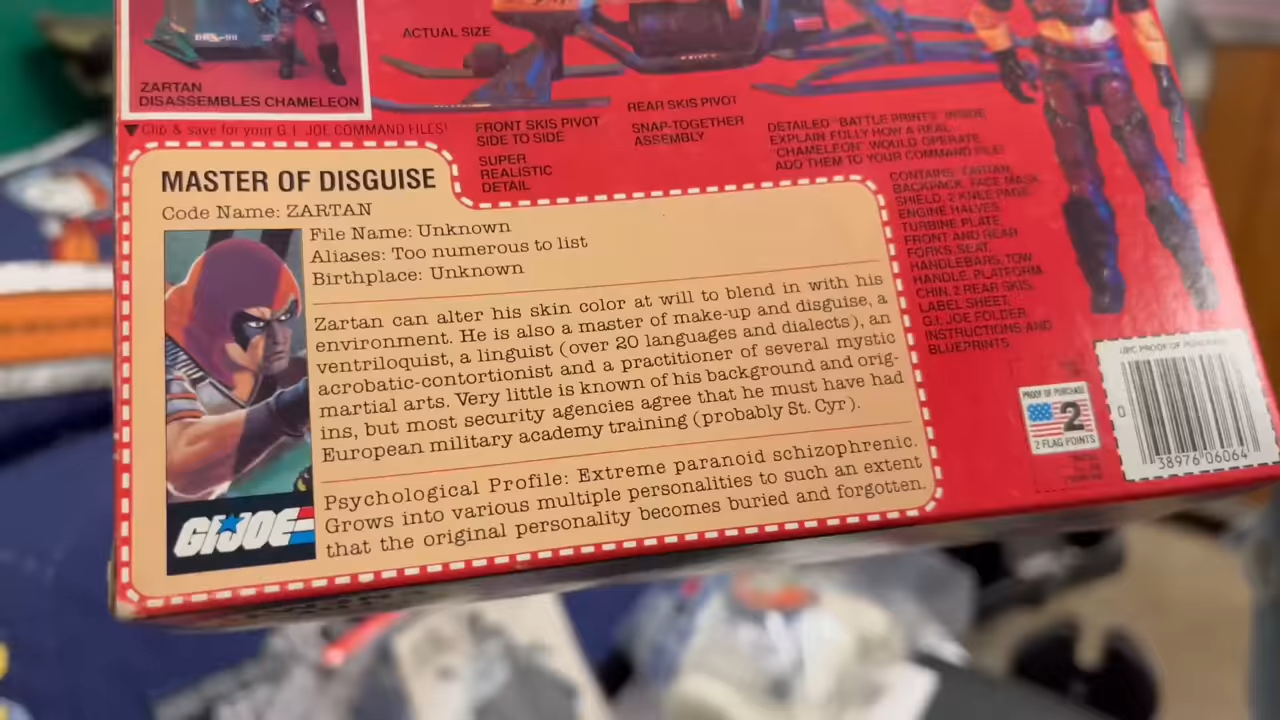 ACTUAL SIZE
ZARTAN
DISASSEMBLES CHAMELEON
▼Clip & save for your G.I. JOE COMMAND FILES!
FRONT SKIS PIVOT
SIDE TO SIDE
SUPER
REALISTIC
DETAIL
REAR SKIS PIVOT
SNAP-TOGETHER
ASSEMBLY
DETAILED "BATTLE PRINTS" INSIDE
EXPLAIN FULLY HOW A REAL
"CHAMELEON" WOULD OPERATE.
ADD THEM TO YOUR COMMAND FILE!
CONTAINS: ZARTAN,
BACKPACK, FACE MASK,
SHIELD, 2 KNEE PADS,
ENGINE HALVES,
TURBINE PLATE,
FRONT AND REAR
FORKS, SEAT,
HANDLEBARS, TOW
HANDLE, PLATFORM
CHIN, 2 REAR SKIS,
LABEL SHEET,
G.I. JOE FOLDER
INSTRUCTIONS AND
BLUEPRINTS.
MASTER OF DISGUISE
Code Name: ZARTAN
File Name: Unknown
Aliases: Too numerous to list
Birthplace: Unknown
Zartan can alter his skin color at will to blend in with his
environment. He is also a master of make-up and disguise, a
ventriloquist, a linguist (over 20 languages and dialects), an
acrobatic-contortionist and a practitioner of several mystic
martial arts. Very little is known of his background and orig-
ins, but most security agencies agree that he must have had
European military academy training (probably St. Cyr).
Psychological Profile: Extreme paranoid schizophrenic.
Grows into various multiple personalities to such an extent
that the original personality becomes buried and forgotten.
GI JOE
PROOF OF PURCHASE
2
2 FLAG POINTS
UPC PROOF OF PURCHASE
0
38976 06064